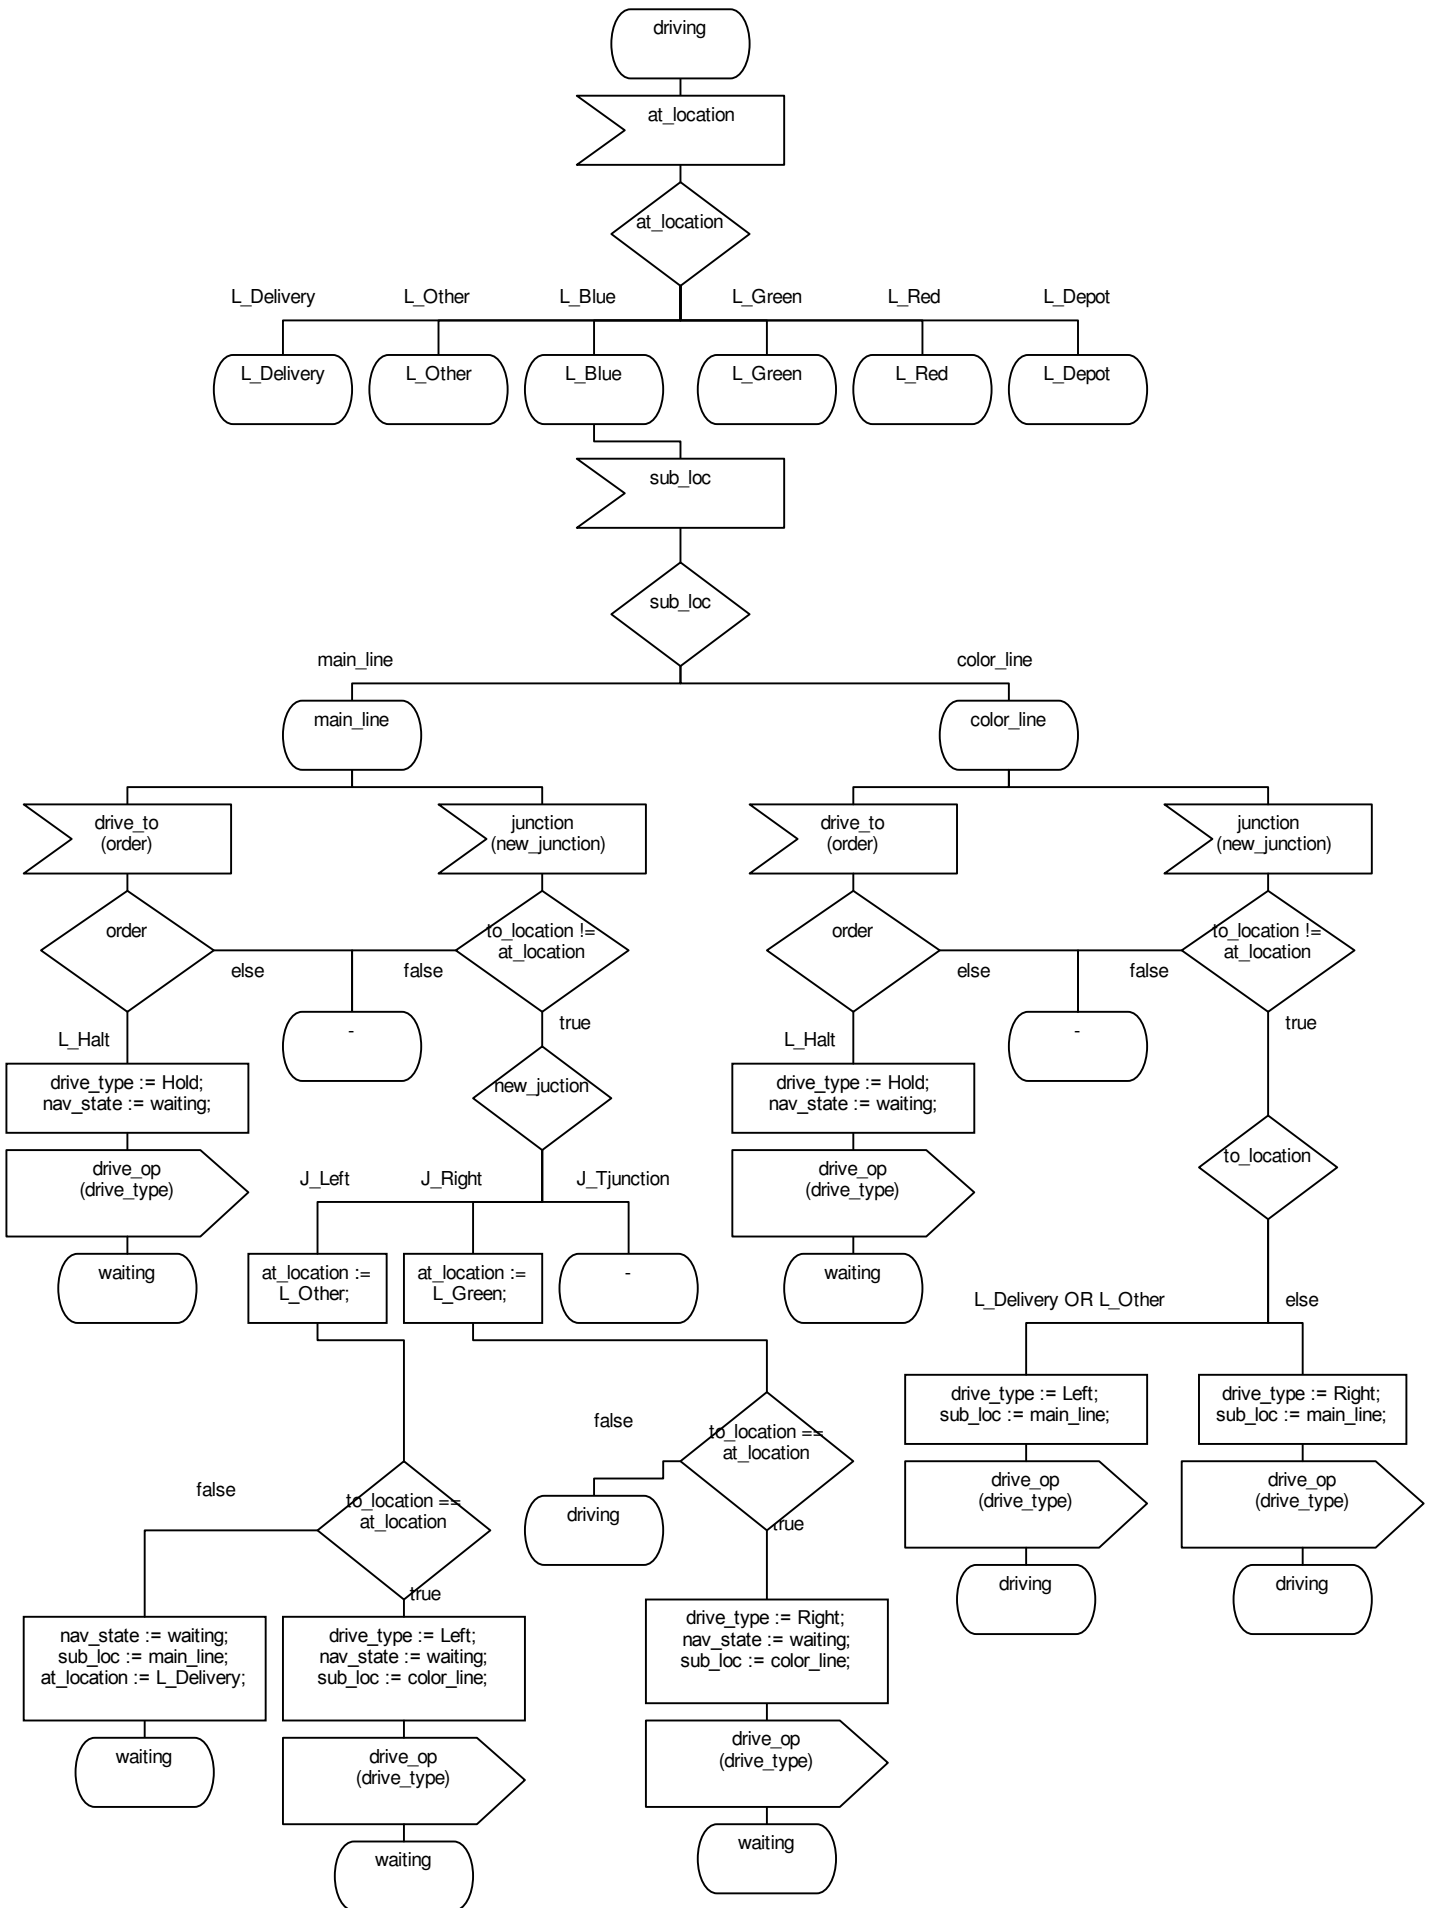 driving
at_location
at_location
L_Delivery
L_Other
L_Blue
L_Green
L_Red
L_Depot
L_Delivery
L_Other
L_Blue
L_Green
L_Red
L_Depot
sub_loc
sub_loc
main_line
color_line
main_line
color_line
drive_to
(order)
junction
(new_junction)
drive_to
(order)
junction
(new_junction)
order
else
false
to_location !=
at_location
order
else
false
to_location !=
at_location
-
true
-
true
L_Halt
L_Halt
drive_type := Hold;
nav_state := waiting;
new_juction
drive_type := Hold;
nav_state := waiting;
drive_op
(drive_type)
J_Left
J_Right
J_Tjunction
drive_op
(drive_type)
to_location
waiting
at_location :=
L_Other;
at_location :=
L_Green;
-
waiting
L_Delivery OR L_Other
else
false
to_location ==
at_location
true
driving
drive_type := Left;
sub_loc := main_line;
drive_type := Right;
sub_loc := main_line;
false
to_location ==
at_location
true
drive_op
(drive_type)
drive_op
(drive_type)
driving
driving
nav_state := waiting;
sub_loc := main_line;
at_location := L_Delivery;
drive_type := Left;
nav_state := waiting;
sub_loc := color_line;
drive_type := Right;
nav_state := waiting;
sub_loc := color_line;
waiting
drive_op
(drive_type)
drive_op
(drive_type)
waiting
waiting